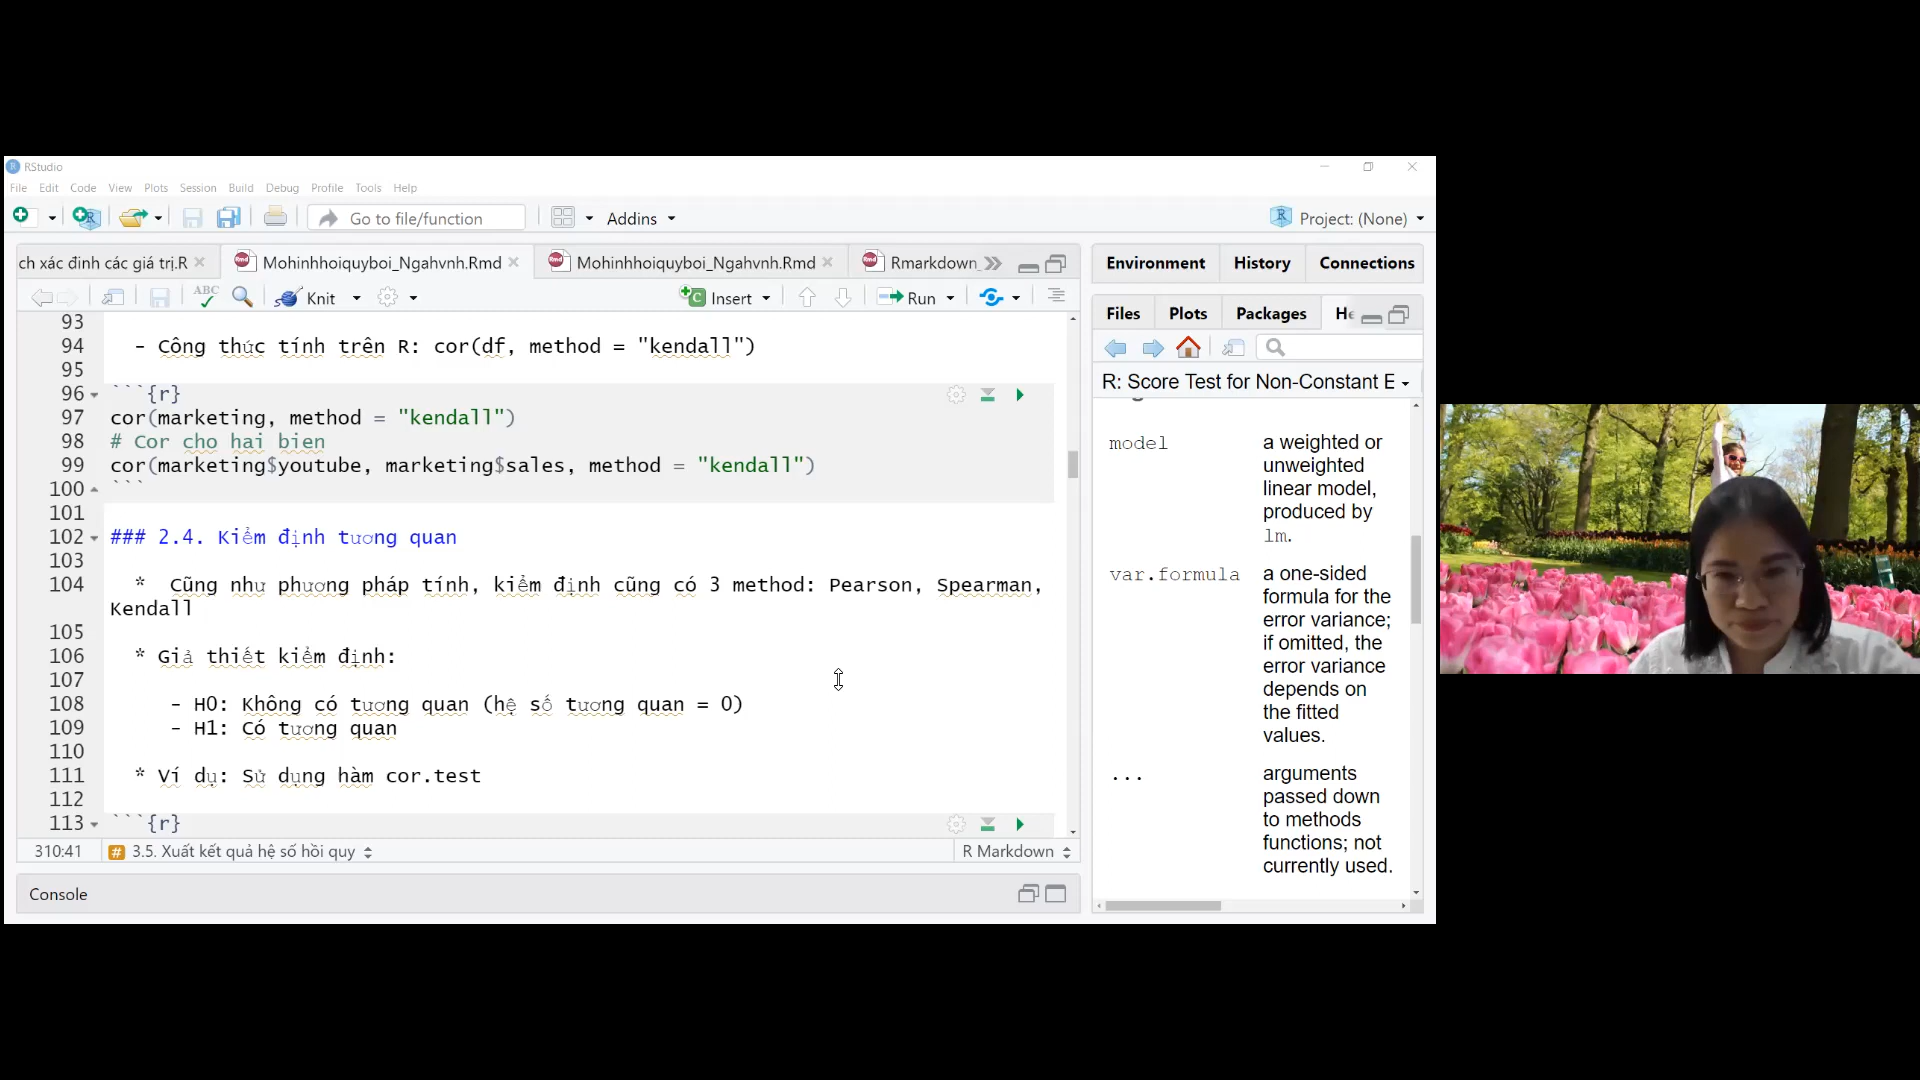 RStudio
File Edit Code View Plots Session Build Debug Profile Tools Help
Go to file/function Addins Project: (None)
ch xác đinh các giá trị.R Mohinhhoiquyboi_Ngahvnh.Rmd Mohinhhoiquyboi_Ngahvnh.Rmd Rmarkdown_
ABC Knit Insert Run
93
94 - Công thức tính trên R: cor(df, method = "kendall")
95
96 ```{r}
97 cor(marketing, method = "kendall")
98 # Cor cho hai bien
99 cor(marketing$youtube, marketing$sales, method = "kendall")
100 ```
101
102 ### 2.4. Kiểm định tương quan
103
104 * Cũng như phương pháp tính, kiểm định cũng có 3 method: Pearson, Spearman,
Kendall
105
106 * Giả thiết kiểm định:
107
108 - H0: Không có tương quan (hệ số tương quan = 0)
109 - H1: Có tương quan
110
111 * Ví dụ: Sử dụng hàm cor.test
112
113 ```{r}
310:41 # 3.5. Xuất kết quả hệ số hồi quy R Markdown
Console
Environment History Connections
Files Plots Packages He
R: Score Test for Non-Constant E
model a weighted or
unweighted
linear model,
produced by
lm.
var.formula a one-sided
formula for the
error variance;
if omitted, the
error variance
depends on
the fitted
values.
... arguments
passed down
to methods
functions; not
currently used.